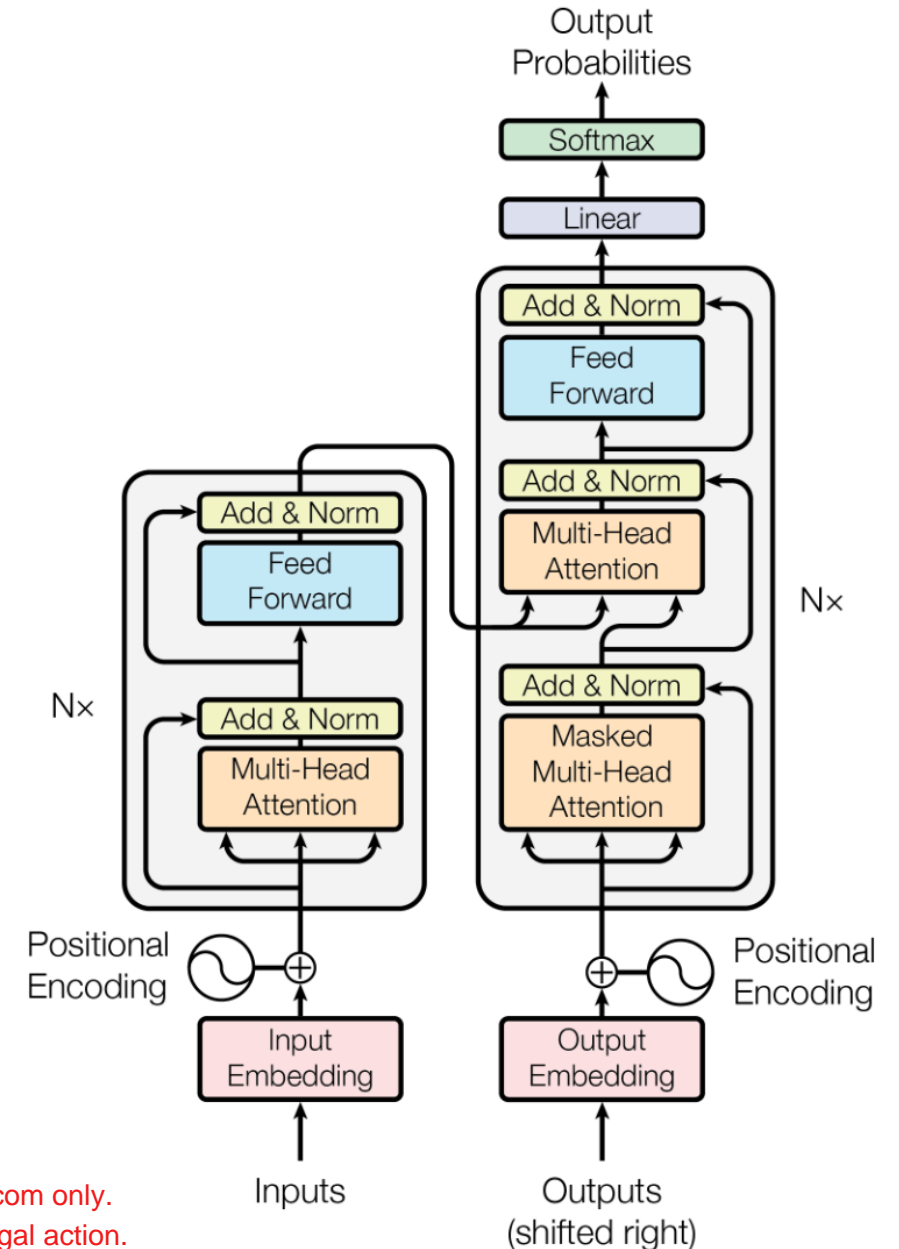 Output
Probabilities
Softmax
Linear
Add & Norm
Feed
Forward
Add & Norm
Multi-Head
Attention
N×
Add & Norm
Masked
Multi-Head
Attention
Add & Norm
Feed
Forward
N×
Add & Norm
Multi-Head
Attention
Positional
Encoding
Positional
Encoding
Input
Embedding
Output
Embedding
Inputs
Outputs
(shifted right)
com only.
gal action.